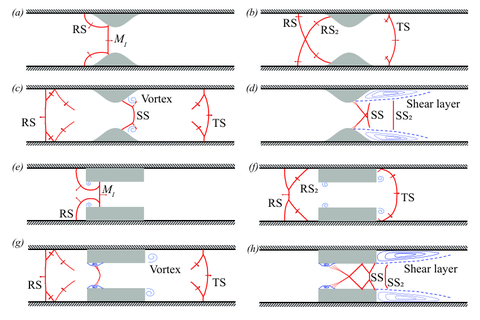 (a)
RS
M1
(b)
RS
RS2
TS
(c)
Vortex
RS
SS
TS
(d)
SS
Shear layer
SS2
(e)
M1
RS
(f)
RS
RS2
TS
(g)
RS
Vortex
TS
(h)
SS
Shear layer
SS2